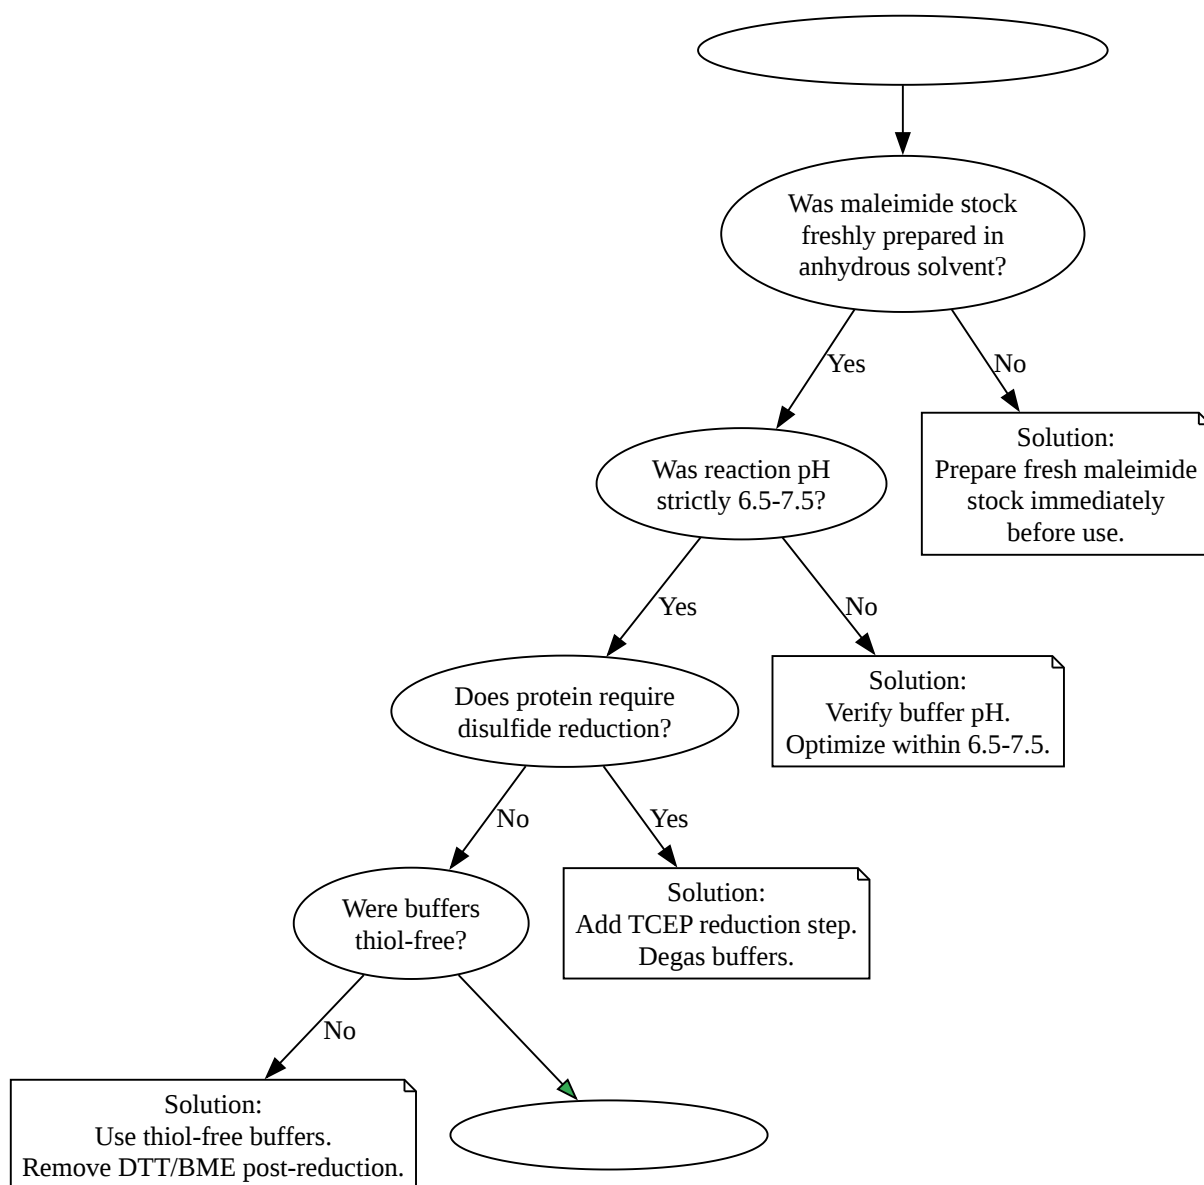 Was maleimide stock
freshly prepared in
anhydrous solvent?
Yes
No
Solution:
Prepare fresh maleimide
stock immediately
before use.
Was reaction pH
strictly 6.5-7.5?
Yes
No
Solution:
Verify buffer pH.
Optimize within 6.5-7.5.
Does protein require
disulfide reduction?
No
Yes
Solution:
Add TCEP reduction step.
Degas buffers.
Were buffers
thiol-free?
No
Solution:
Use thiol-free buffers.
Remove DTT/BME post-reduction.